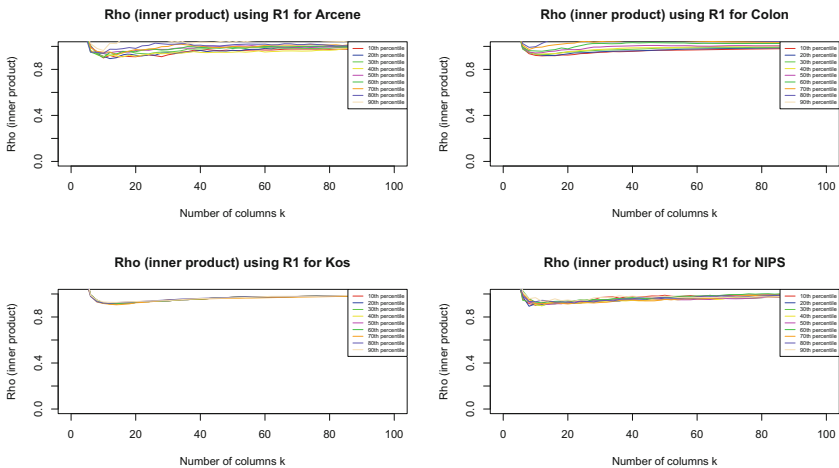 Rho (inner product) using R1 for Arcene
Rho (inner product)
0.8
0.4
0.0
10th percentile
20th percentile
30th percentile
40th percentile
50th percentile
60th percentile
70th percentile
80th percentile
90th percentile
0 20 40 60 80 100
Number of columns k
Rho (inner product) using R1 for Colon
Rho (inner product)
0.8
0.4
0.0
10th percentile
20th percentile
30th percentile
40th percentile
50th percentile
60th percentile
70th percentile
80th percentile
90th percentile
0 20 40 60 80 100
Number of columns k
Rho (inner product) using R1 for Kos
Rho (inner product)
0.8
0.4
0.0
10th percentile
20th percentile
30th percentile
40th percentile
50th percentile
60th percentile
70th percentile
80th percentile
90th percentile
0 20 40 60 80 100
Number of columns k
Rho (inner product) using R1 for NIPS
Rho (inner product)
0.8
0.4
0.0
10th percentile
20th percentile
30th percentile
40th percentile
50th percentile
60th percentile
70th percentile
80th percentile
90th percentile
0 20 40 60 80 100
Number of columns k